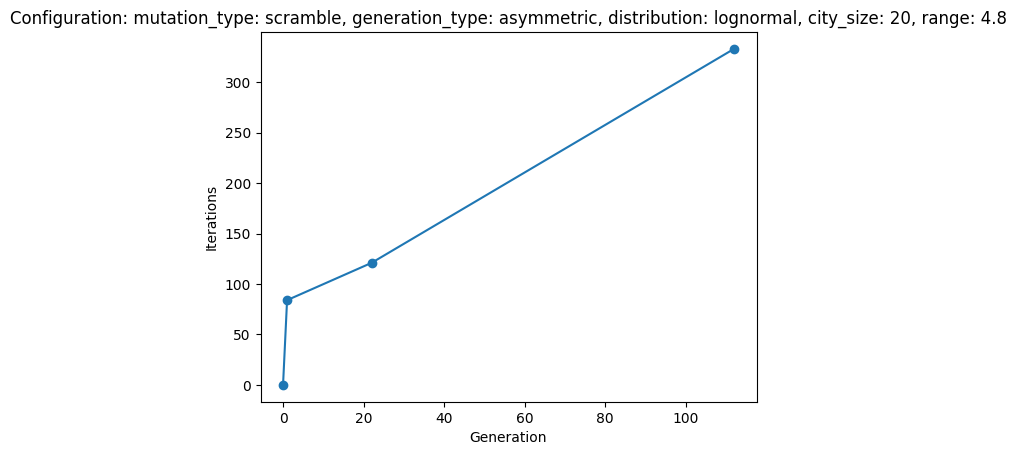 Configuration: mutation_type: scramble, generation_type: asymmetric, distribution: lognormal, city_size: 20, range: 4.8
300
250
200
150
100
50
0
Iterations
0 20 40 60 80 100
Generation